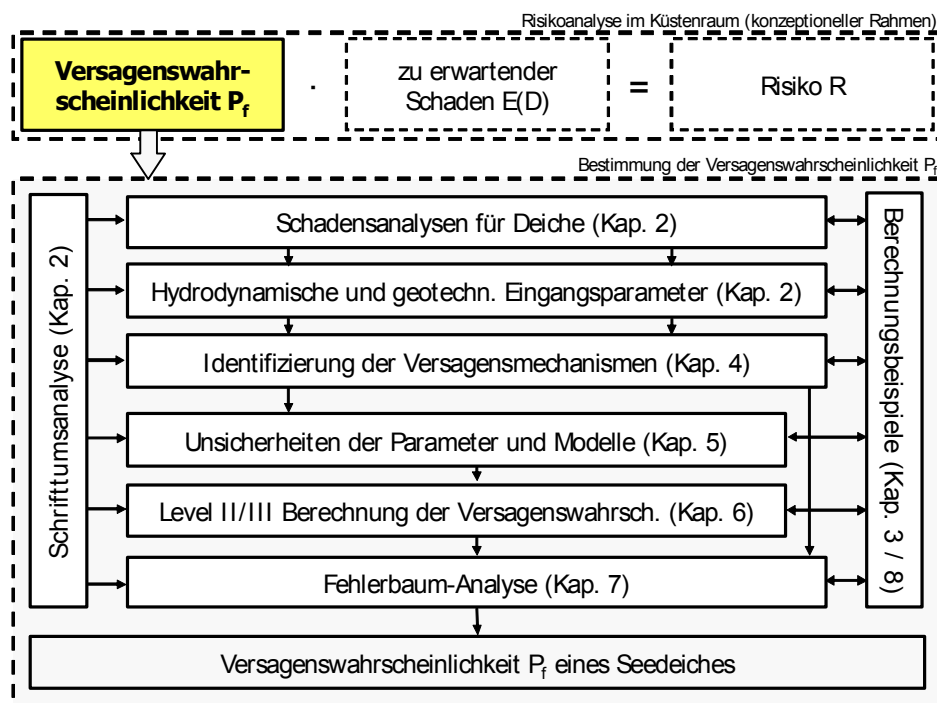 Risikoanalyse im Küstenraum (konzeptioneller Rahmen)
Versagenswahr-
scheinlichkeit Pf
·
zu erwartender
Schaden E(D)
=
Risiko R
Bestimmung der Versagenswahrscheinlichkeit Pf
Schrifttumsanalyse (Kap. 2)
Schadensanalysen für Deiche (Kap. 2)
Hydrodynamische und geotechn. Eingangsparameter (Kap. 2)
Identifizierung der Versagensmechanismen (Kap. 4)
Unsicherheiten der Parameter und Modelle (Kap. 5)
Level II/III Berechnung der Versagenswahrsch. (Kap. 6)
Fehlerbaum-Analyse (Kap. 7)
Berechnungsbeispiele (Kap. 3 / 8)
Versagenswahrscheinlichkeit Pf eines Seedeiches